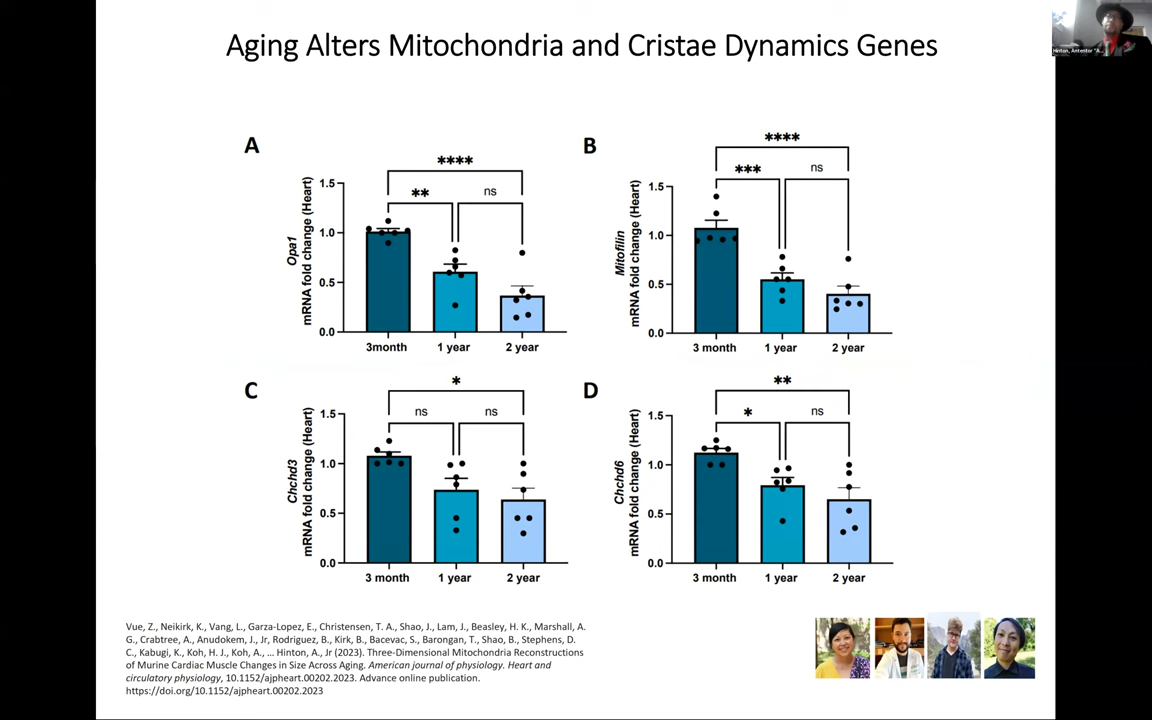 Aging Alters Mitochondria and Cristae Dynamics Genes
Hinton, Antentor "A...
A
Opa1
mRNA fold change (Heart)
1.5
1.0
0.5
0.0
****
**
ns
3month
1 year
2 year
B
Mitofilin
mRNA fold change (Heart)
1.5
1.0
0.5
0.0
****
***
ns
3 month
1 year
2 year
C
Chchd3
mRNA fold change (Heart)
1.5
1.0
0.5
0.0
*
ns
ns
3 month
1 year
2 year
D
Chchd6
mRNA fold change (Heart)
1.5
1.0
0.5
0.0
**
*
ns
3 month
1 year
2 year
Vue, Z., Neikirk, K., Vang, L., Garza-Lopez, E., Christensen, T. A., Shao, J., Lam, J., Beasley, H. K., Marshall, A.
G., Crabtree, A., Anudokem, J., Jr, Rodriguez, B., Kirk, B., Bacevac, S., Barongan, T., Shao, B., Stephens, D.
C., Kabugi, K., Koh, H. J., Koh, A., ... Hinton, A., Jr (2023). Three-Dimensional Mitochondria Reconstructions
of Murine Cardiac Muscle Changes in Size Across Aging. American journal of physiology. Heart and
circulatory physiology, 10.1152/ajpheart.00202.2023. Advance online publication.
https://doi.org/10.1152/ajpheart.00202.2023